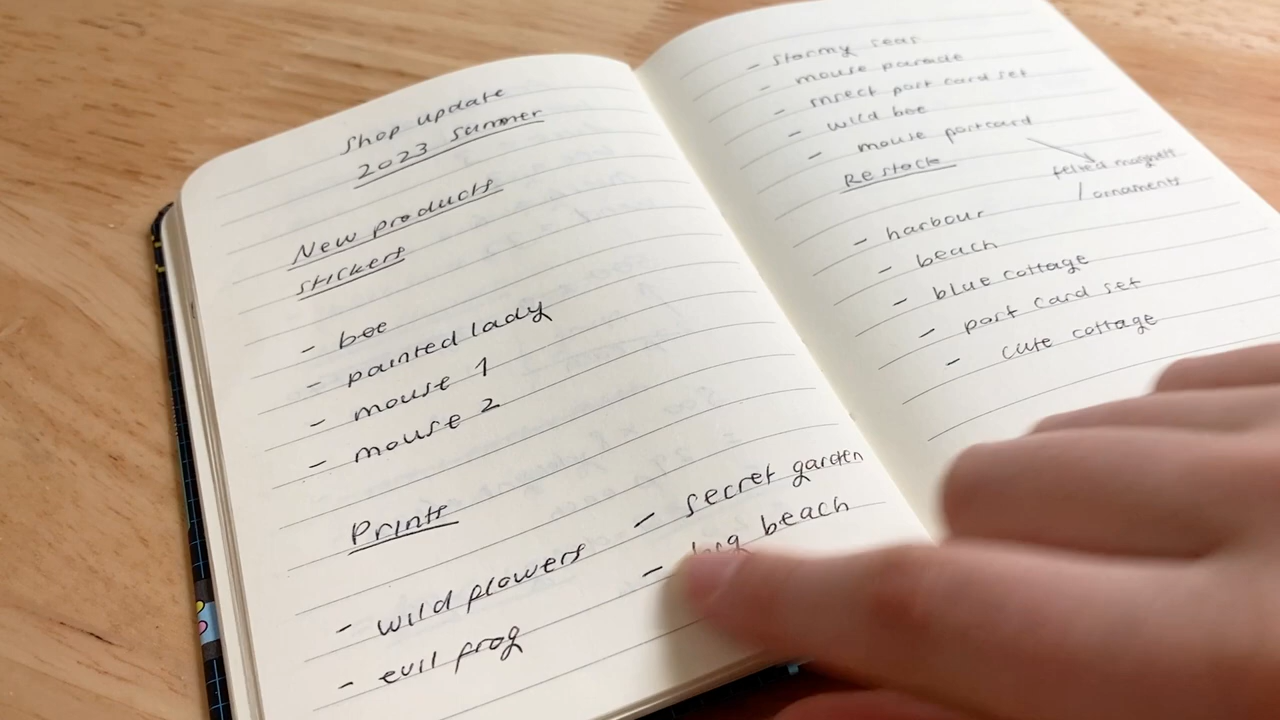 Shop update
2023 Summer
New products
stickers
- bee
- painted lady
- mouse 1
- mouse 2
Prints
- wild flowers
- evil frog
- secret garden
- big beach
- stormy seas
- mouse parade
- insect post card set
- wild bee
- mouse postcard
felted magnets
/ ornaments
Restock
- harbour
- beach
- blue cottage
- post card set
- cute cottage